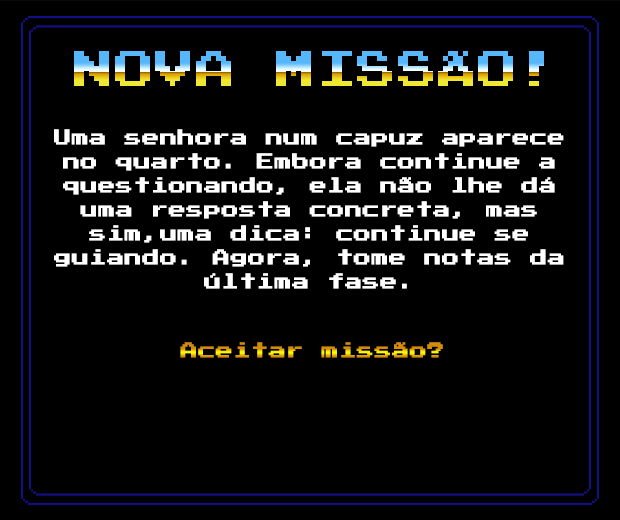 NOVA MISSÃO!
Uma senhora num capuz aparece
no quarto. Embora continue a
questionando, ela não lhe dá
uma resposta concreta, mas
sim,uma dica: continue se
guiando. Agora, tome notas da
última fase.
Aceitar missão?